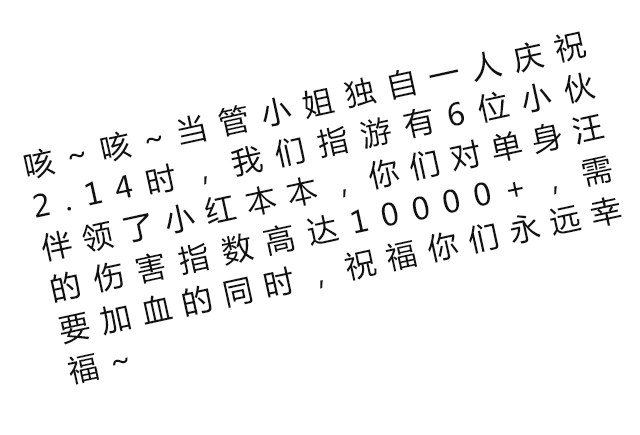 咳~咳~当管小姐独自一人庆祝
2.14时，我们指游有6位小伙
伴领了小红本本，你们对单身汪
的伤害指数高达10000+，需
要加血的同时，祝福你们永远幸
福~